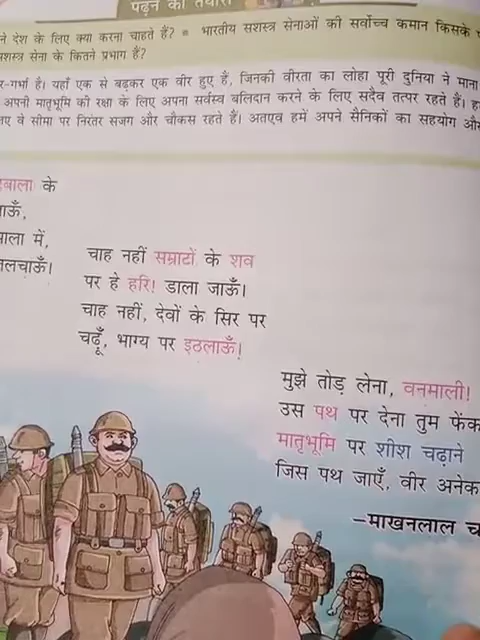 पढ़ने की तैयारी
ने देश के लिए क्या करना चाहते हैं? • भारतीय सशस्त्र सेनाओं की सर्वोच्च कमान किसके
शस्त्र सेना के कितने प्रभाग हैं?
र-गर्भा है। यहाँ एक से बढ़कर एक वीर हुए हैं, जिनकी वीरता का लोहा पूरी दुनिया ने माना
अपनी मातृभूमि की रक्षा के लिए अपना सर्वस्व बलिदान करने के लिए सदैव तत्पर रहते हैं।
वे सीमा पर निरंतर सजग और चौकस रहते हैं। अतएव हमें अपने सैनिकों का सहयोग और
बाला के
ाऊँ,
ाला में,
लचाऊँ।
चाह नहीं सम्राटों के शव
पर हे हरि! डाला जाऊँ।
चाह नहीं, देवों के सिर पर
चढ़ूँ, भाग्य पर इठलाऊँ!
मुझे तोड़ लेना, वनमाली!
उस पथ पर देना तुम फेंक
मातृभूमि पर शीश चढ़ाने
जिस पथ जाएँ, वीर अनेक
–माखनलाल च